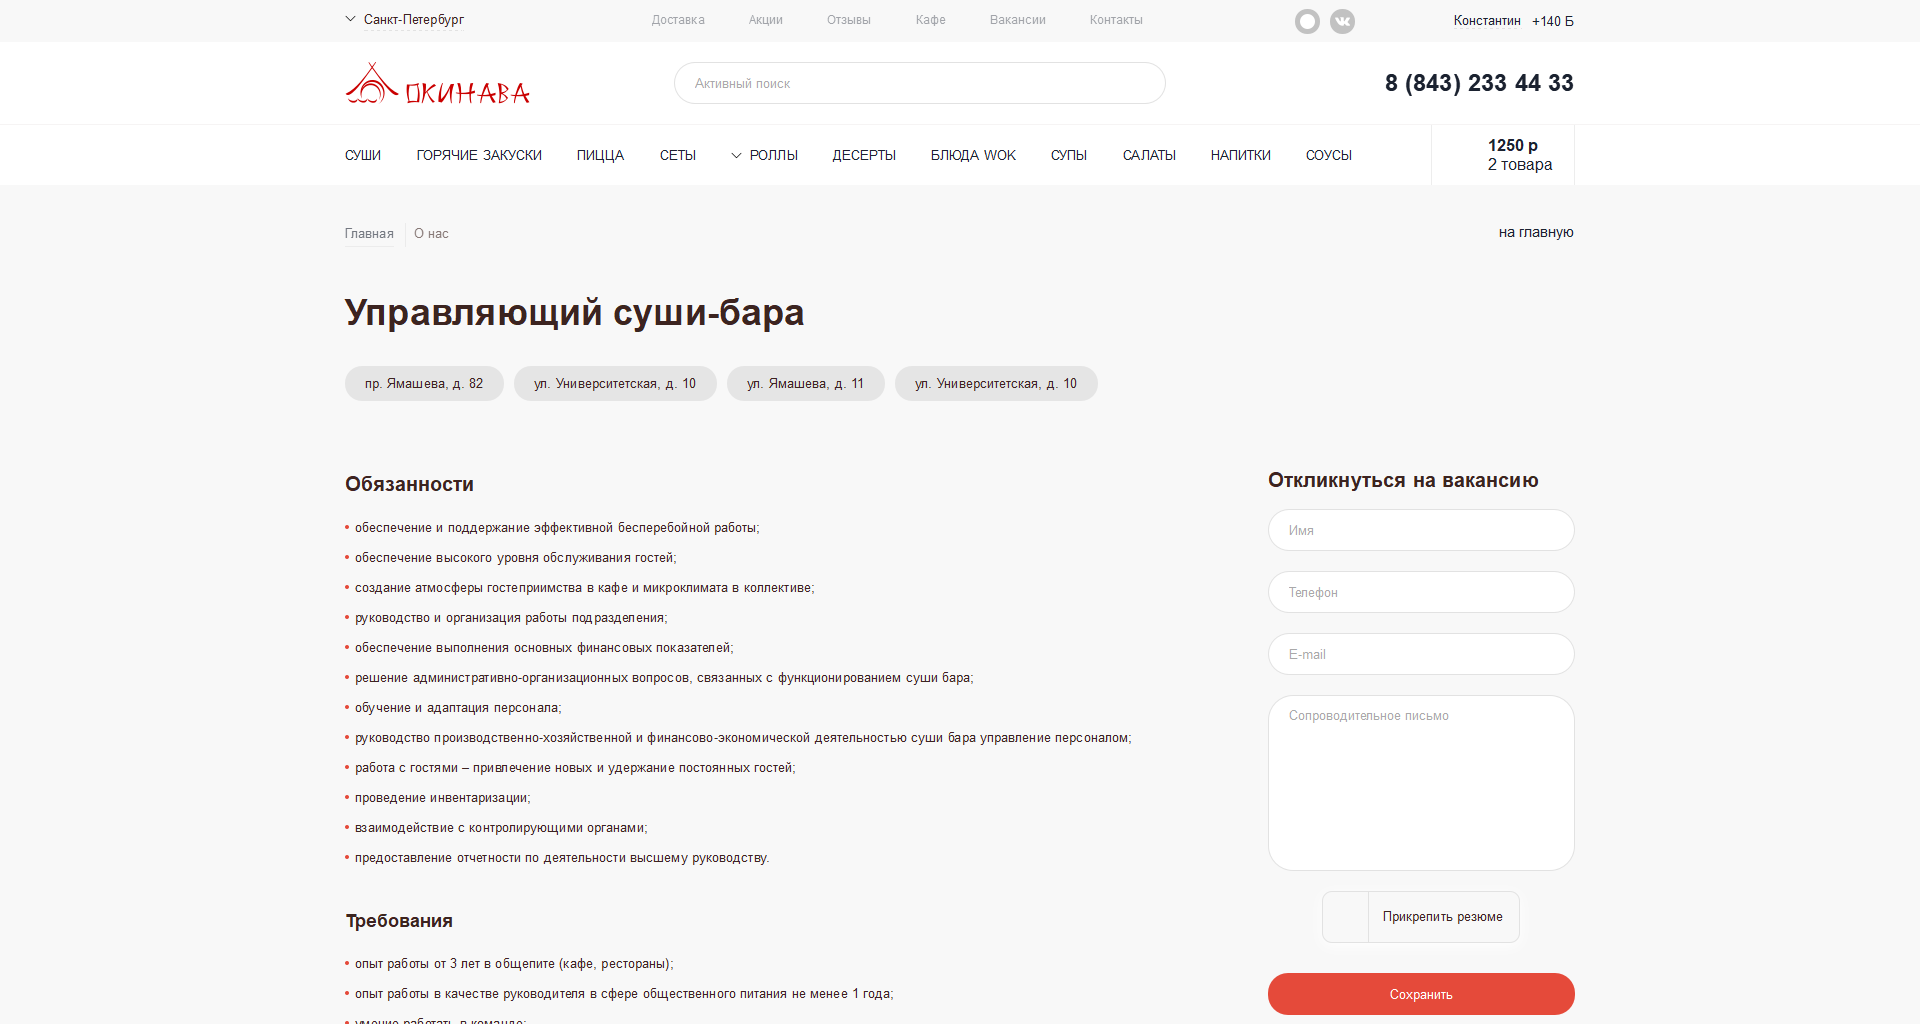 Санкт-Петербург
Доставка
Акции
Отзывы
Кафе
Вакансии
Контакты
Константин
+140 Б
ОКИНАВА
Активный поиск
8 (843) 233 44 33
СУШИ
ГОРЯЧИЕ ЗАКУСКИ
ПИЦЦА
СЕТЫ
РОЛЛЫ
ДЕСЕРТЫ
БЛЮДА WOK
СУПЫ
САЛАТЫ
НАПИТКИ
СОУСЫ
1250 р
2 товара
Главная
О нас
на главную
Управляющий суши-бара
пр. Ямашева, д. 82
ул. Университетская, д. 10
ул. Ямашева, д. 11
ул. Университетская, д. 10
Обязанности
обеспечение и поддержание эффективной бесперебойной работы;
обеспечение высокого уровня обслуживания гостей;
создание атмосферы гостеприимства в кафе и микроклимата в коллективе;
руководство и организация работы подразделения;
обеспечение выполнения основных финансовых показателей;
решение административно-организационных вопросов, связанных с функционированием суши бара;
обучение и адаптация персонала;
руководство производственно-хозяйственной и финансово-экономической деятельностью суши бара управление персоналом;
работа с гостями – привлечение новых и удержание постоянных гостей;
проведение инвентаризации;
взаимодействие с контролирующими органами;
предоставление отчетности по деятельности высшему руководству.
Требования
опыт работы от 3 лет в общепите (кафе, рестораны);
опыт работы в качестве руководителя в сфере общественного питания не менее 1 года;
умение работать в команде;
Откликнуться на вакансию
Имя
Телефон
E-mail
Сопроводительное письмо
Прикрепить резюме
Сохранить